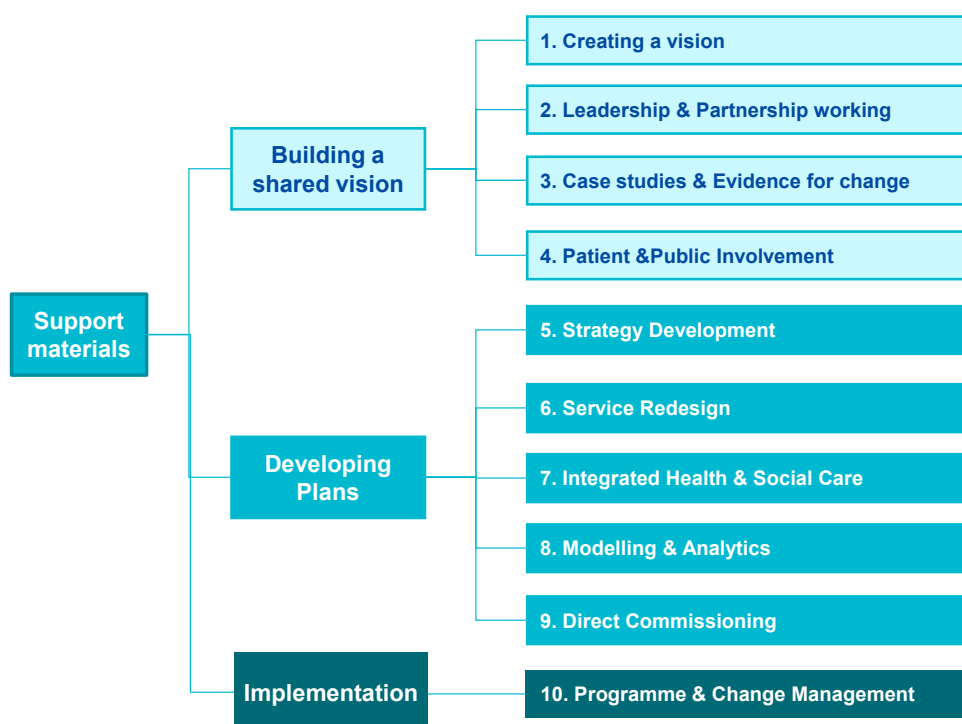 Support
materials
Building a
shared vision
1. Creating a vision
2. Leadership & Partnership working
3. Case studies & Evidence for change
4. Patient &Public Involvement
Developing
Plans
5. Strategy Development
6. Service Redesign
7. Integrated Health & Social Care
8. Modelling & Analytics
9. Direct Commissioning
Implementation
10. Programme & Change Management